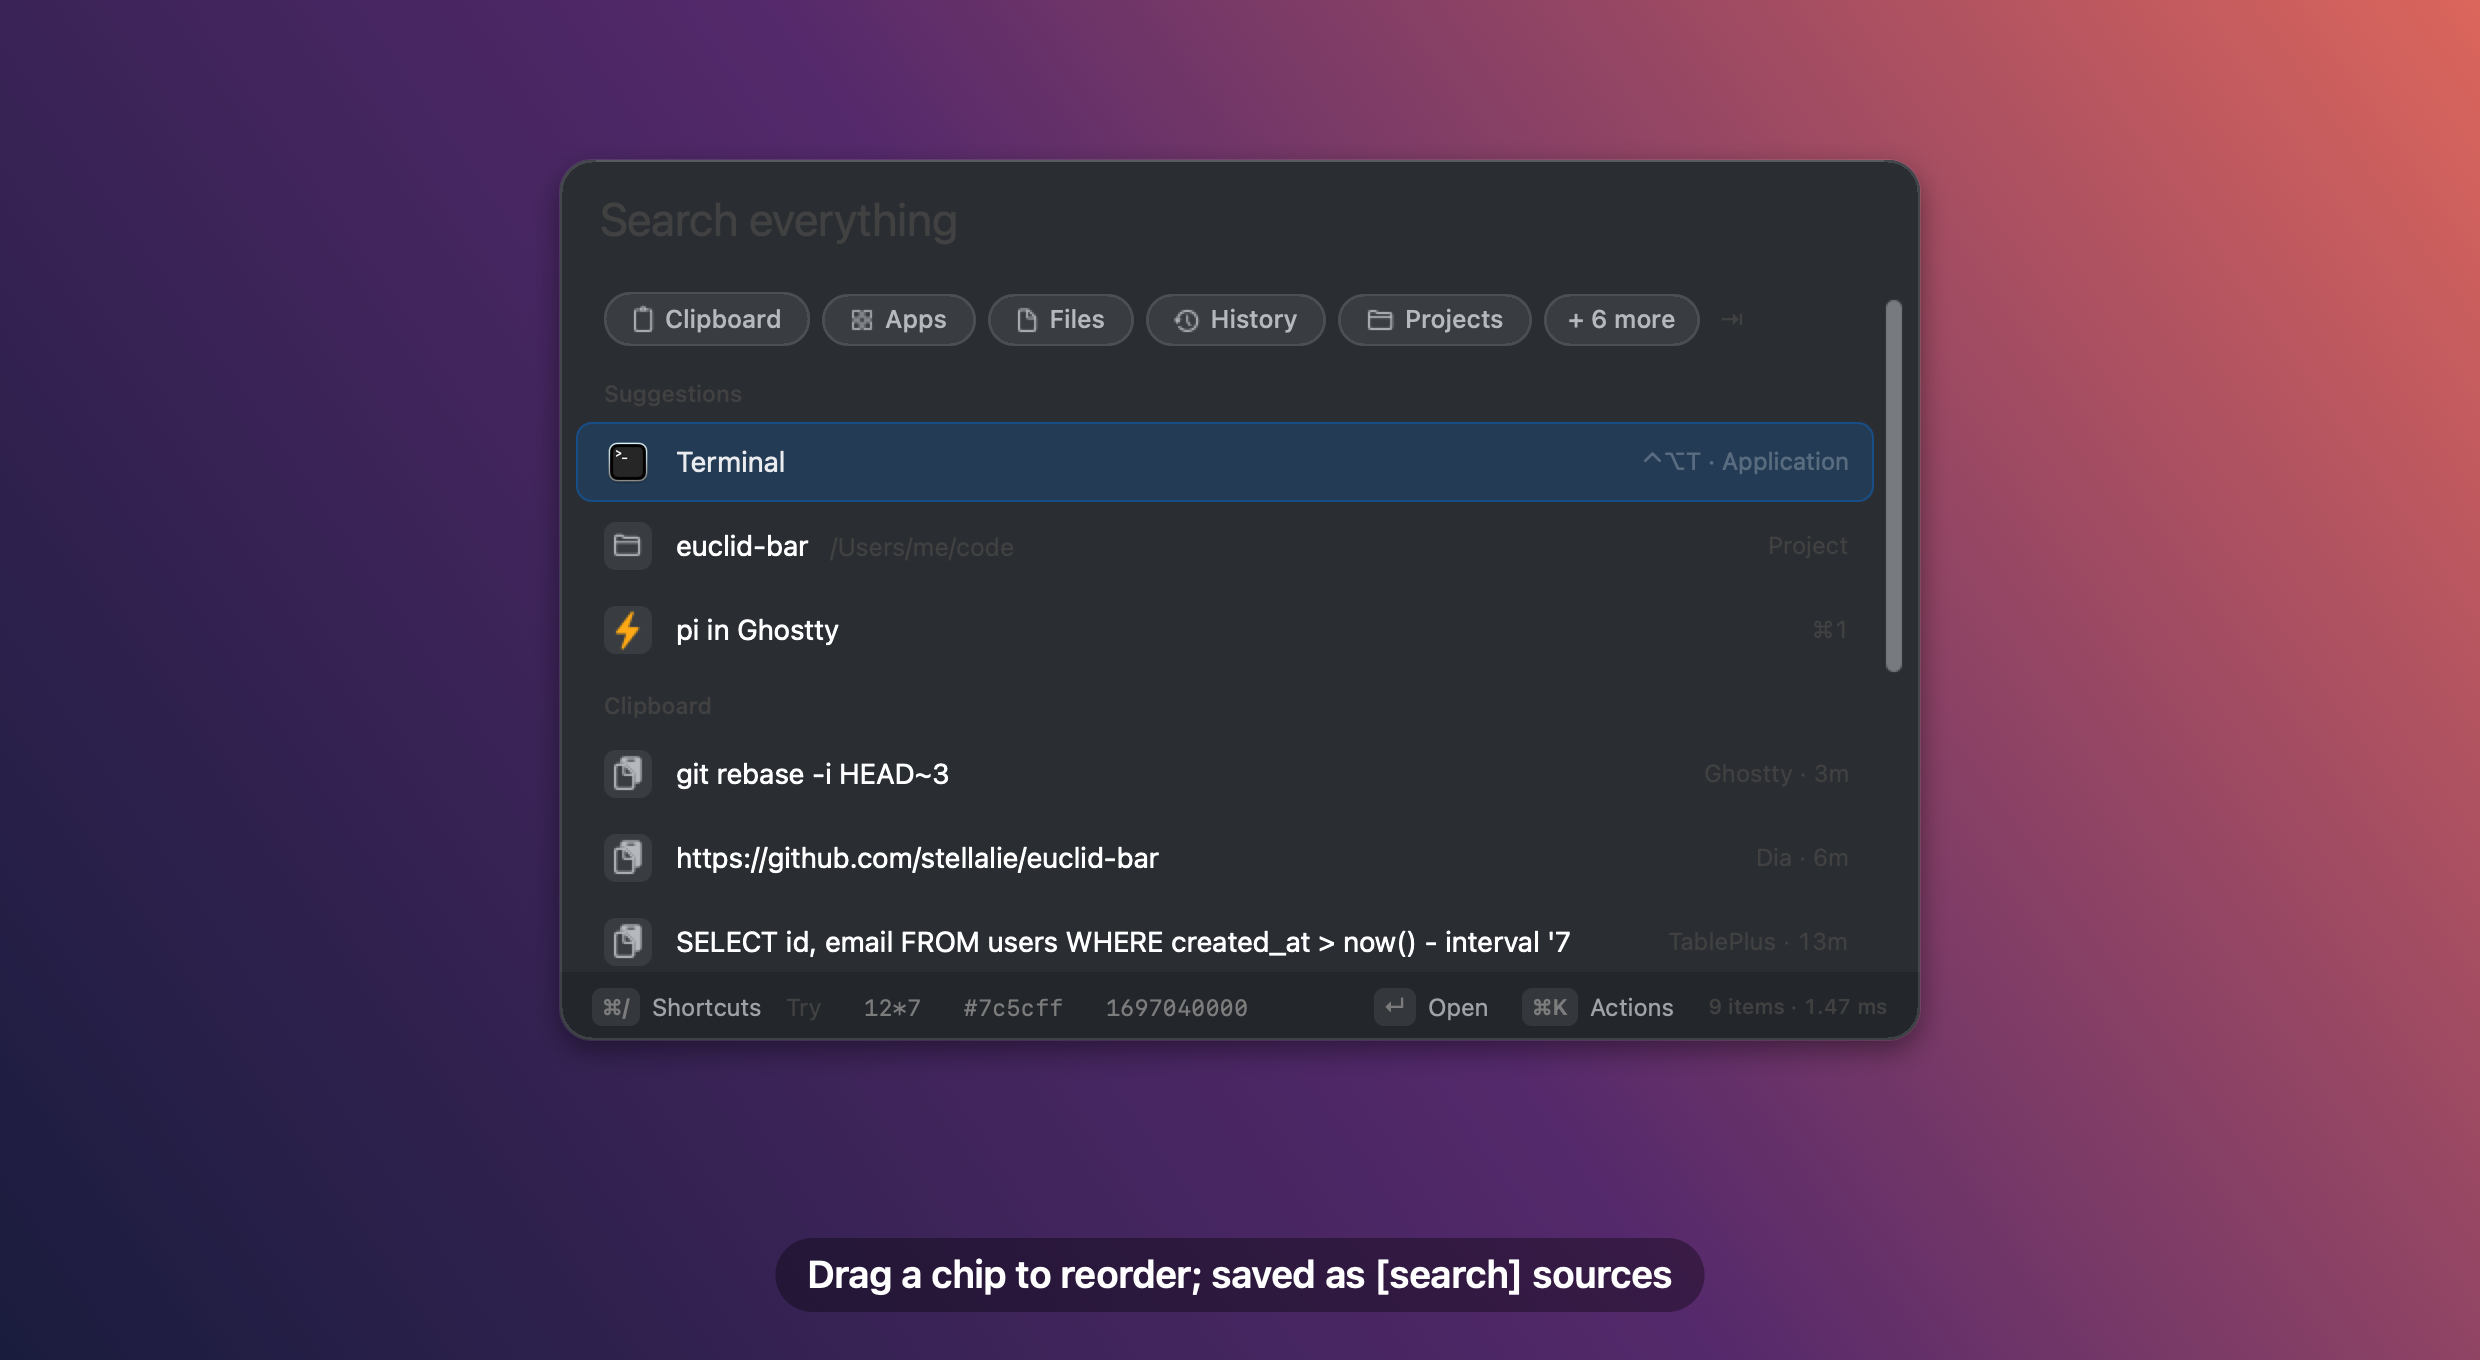 Search everything
Clipboard Apps Files History Projects + 6 more ⇥
Suggestions
Terminal ^⌥T · Application
euclid-bar /Users/me/code Project
pi in Ghostty ⌘1
Clipboard
git rebase -i HEAD~3 Ghostty · 3m
https://github.com/stellalie/euclid-bar Dia · 6m
SELECT id, email FROM users WHERE created_at > now() - interval '7 TablePlus · 13m
⌘/ Shortcuts Try 12*7 #7c5cff 1697040000 ↵ Open ⌘K Actions 9 items · 1.47 ms
Drag a chip to reorder; saved as [search] sources